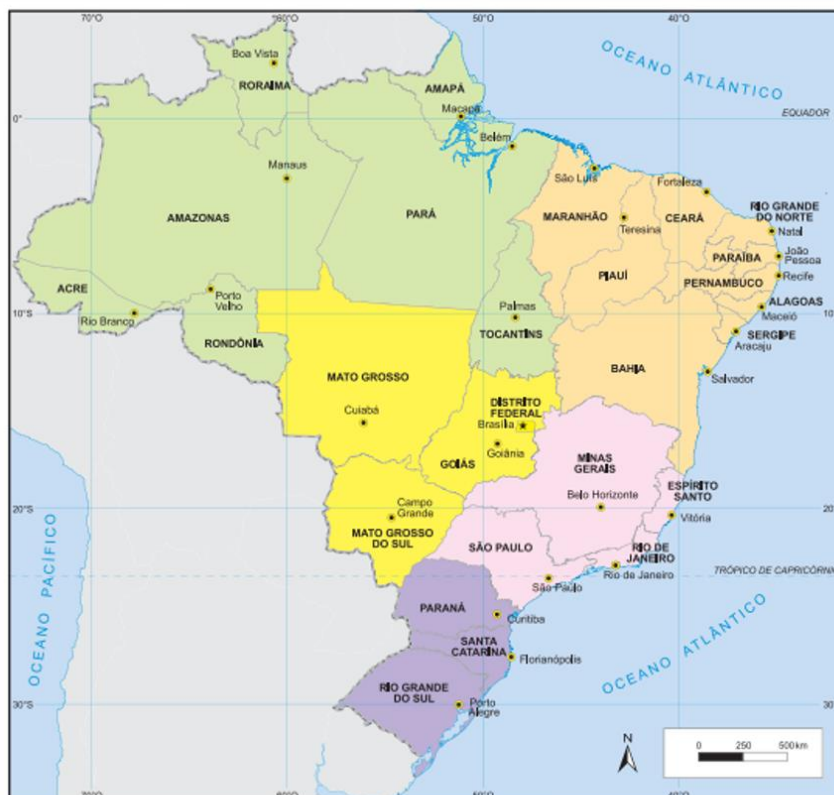 70°O
60°O
50°O
40°O
OCEANO ATLÂNTICO
Boa Vista
RORAIMA
AMAPÁ
Macapá
EQUADOR
0°
Belém
São Luís
Fortaleza
Manaus
RIO GRANDE
DO NORTE
Natal
AMAZONAS
PARÁ
MARANHÃO
CEARÁ
Teresina
João
Pessoa
PARAÍBA
PIAUÍ
Recife
PERNAMBUCO
ACRE
Porto
Velho
ALAGOAS
Maceió
Palmas
10°S
Rio Branco
10°S
TOCANTINS
SERGIPE
Aracaju
RONDÔNIA
MATO GROSSO
BAHIA
Salvador
DISTRITO
FEDERAL
Brasília
Cuiabá
Goiânia
GOIÁS
MINAS
GERAIS
ESPÍRITO
SANTO
Belo Horizonte
Vitória
20°S
Campo
Grande
MATO GROSSO
DO SUL
SÃO PAULO
RIO DE
JANEIRO
Rio de Janeiro
São Paulo
TRÓPICO DE CAPRICÓRN
OCEANO PACÍFICO
PARANÁ
Curitiba
SANTA
CATARINA
Florianópolis
OCEANO ATLÂNTICO
RIO GRANDE
DO SUL
Porto
Alegre
30°S
N
0 250 500km